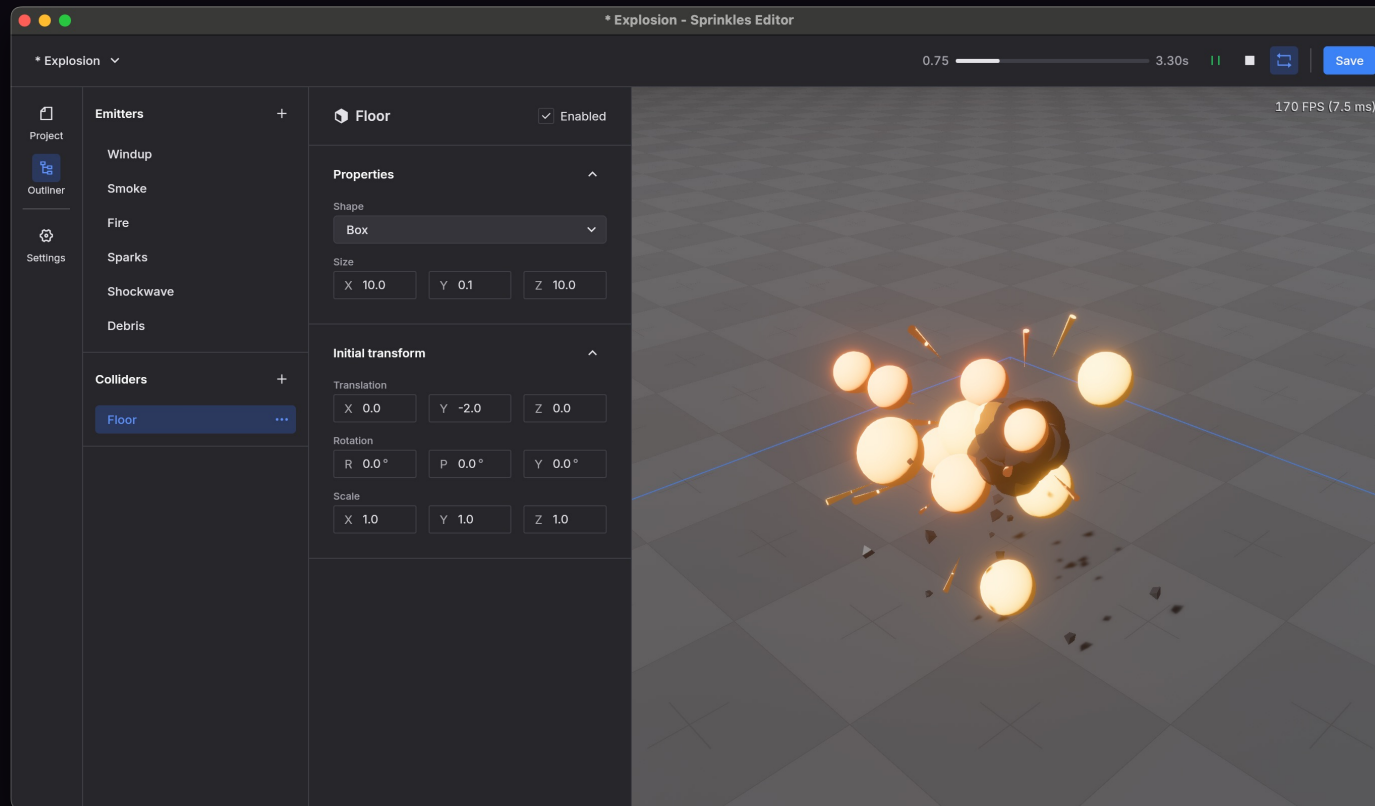 * Explosion - Sprinkles Editor
* Explosion
0.75
3.30s
Save
Project
Outliner
Settings
Emitters
Windup
Smoke
Fire
Sparks
Shockwave
Debris
Colliders
Floor
Floor
Enabled
Properties
Shape
Box
Size
X 10.0 Y 0.1 Z 10.0
Initial transform
Translation
X 0.0 Y -2.0 Z 0.0
Rotation
R 0.0° P 0.0° Y 0.0°
Scale
X 1.0 Y 1.0 Z 1.0
170 FPS (7.5 ms)